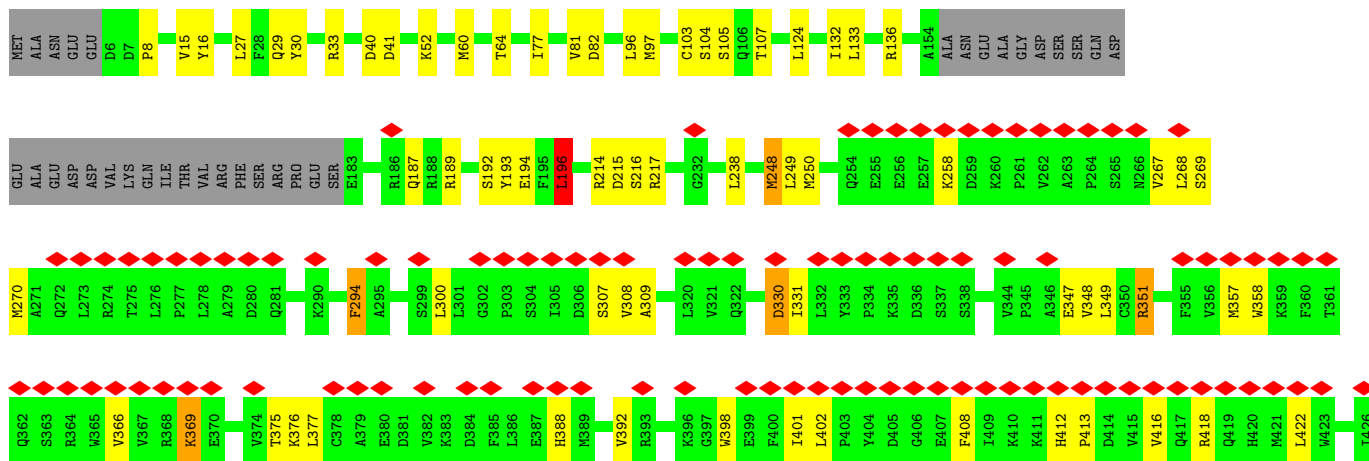 MET ALA ASN GLU GLU D6 D7 P8 V15 Y16 L27 F28 Q29 Y30 R33 D40 D41 K52 M60 T64 I77 V81 D82 L96 M97 C103 S104 S105 Q106 T107 L124 I132 L133 R136 A154 ALA ASN GLU ALA GLY ASP SER SER GLN ASP
GLU ALA GLU ASP ASP VAL LYS GLN ILE THR VAL ARG PHE SER ARG PRO GLU SER E183 R186 Q187 R188 R189 S192 Y193 E194 F195 L196 R214 D215 S216 R217 G232 L238 M248 L249 M250 Q254 E255 E256 E257 K258 D259 K260 P261 V262 A263 P264 S265 N266 V267 L268 S269
M270 A271 Q272 L273 R274 T275 L276 P277 L278 A279 D280 Q281 K290 F294 A295 S299 L300 L301 G302 P303 S304 I305 D306 S307 V308 A309 L320 V321 Q322 D330 I331 L332 Y333 P334 K335 D336 S337 S338 V344 P345 A346 E347 V348 L349 C350 R351 F355 V356 M357 W358 K359 F360 T361
Q362 S363 R364 W365 V366 V367 R368 K369 E370 V374 T375 K376 L377 C378 A379 E380 D381 Y382 K383 D384 F385 L386 E387 H388 M389 V392 R393 K396 G397 W398 E399 F400 I401 L402 P403 Y404 D405 G406 E407 F408 I409 K410 K411 H412 P413 D414 V415 V416 Q417 R418 Q419 H420 M421 L422 W423